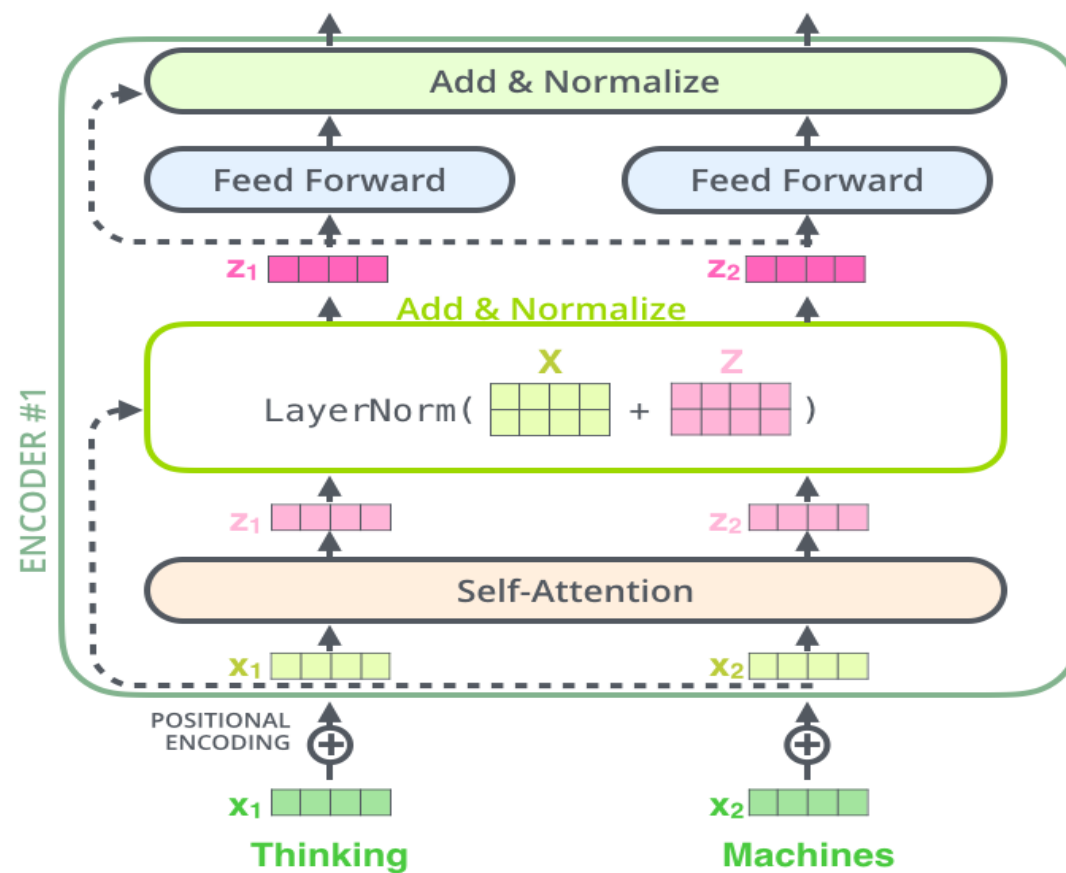 Add & Normalize
Feed Forward Feed Forward
z1 z2
Add & Normalize
X Z
LayerNorm( + )
ENCODER #1
z1 z2
Self-Attention
x1 x2
POSITIONAL
ENCODING
x1 x2
Thinking Machines